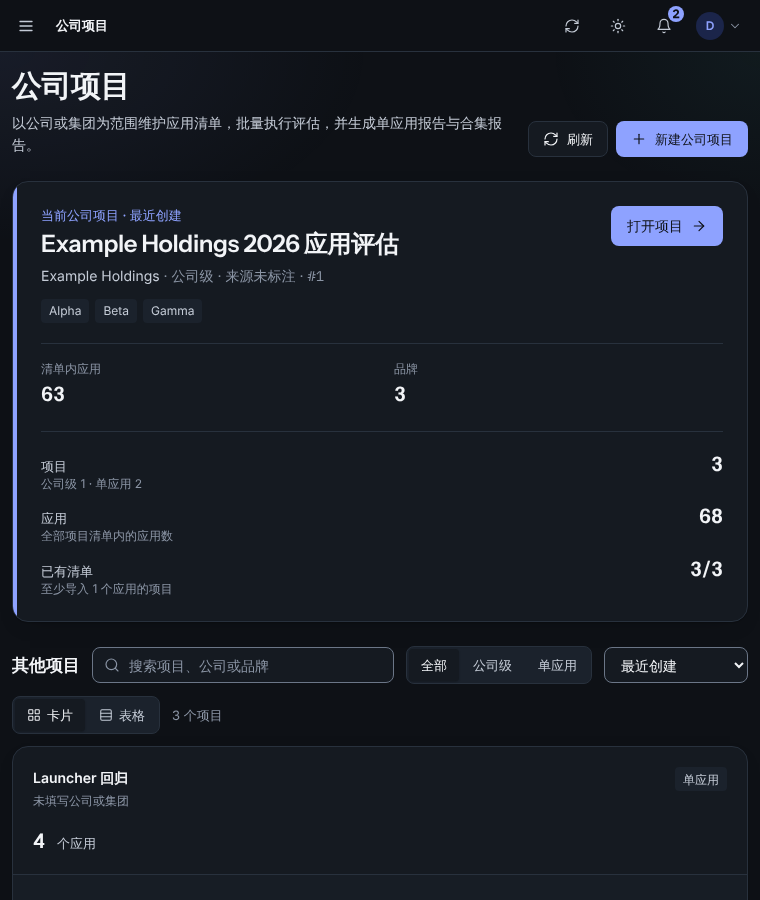 公司项目
2
D
公司项目
以公司或集团为范围维护应用清单，批量执行评估，并生成单应用报告与合集报
告。
刷新
新建公司项目
当前公司项目 · 最近创建
打开项目
Example Holdings 2026 应用评估
Example Holdings · 公司级 · 来源未标注 · #1
Alpha Beta Gamma
清单内应用 品牌
63 3
项目 3
公司级 1 · 单应用 2
应用 68
全部项目清单内的应用数
已有清单 3/3
至少导入 1 个应用的项目
其他项目 搜索项目、公司或品牌 全部 公司级 单应用 最近创建
卡片 表格 3 个项目
Launcher 回归 单应用
未填写公司或集团
4 个应用